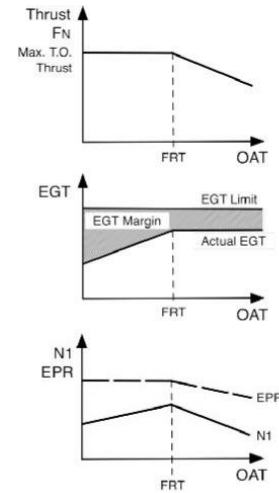 Thrust
FN
Max. T.O.
Thrust
FRT
OAT
EGT
EGT Limit
EGT Margin
Actual EGT
FRT
OAT
N1
EPR
EPR
N1
FRT
OAT